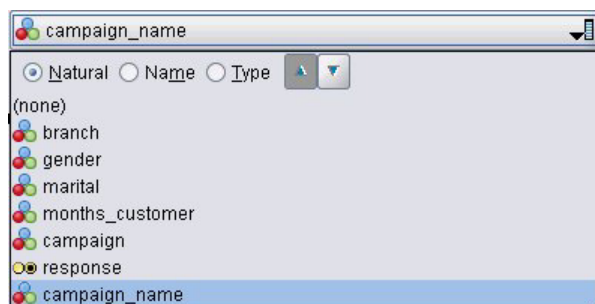 campaign_name
Natural Name Type
(none)
branch
gender
marital
months_customer
campaign
response
campaign_name